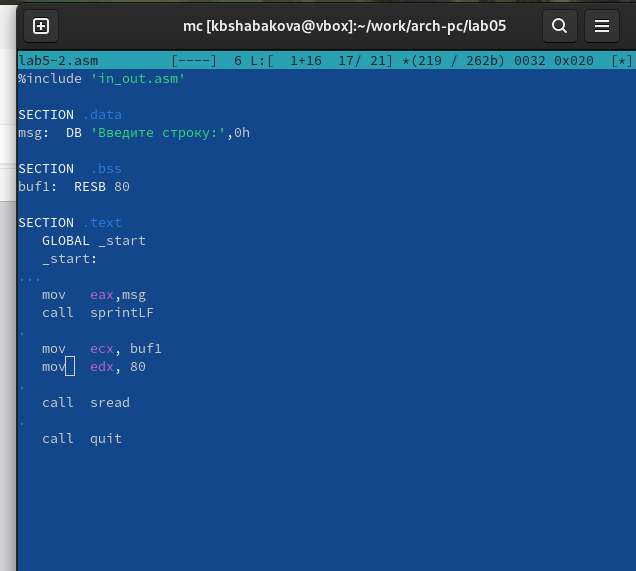 mc [kbshabakova@vbox]:~/work/arch-pc/lab05
lab5-2.asm [----] 6 L:[ 1+16 17/ 21] *(219 / 262b) 0032 0x020 [*]
%include 'in_out.asm'
SECTION .data
msg: DB 'Введите строку:',0h
SECTION .bss
buf1: RESB 80
SECTION .text
GLOBAL _start
_start:
...
mov eax,msg
call sprintLF
.
mov ecx, buf1
mov edx, 80
.
call sread
.
call quit